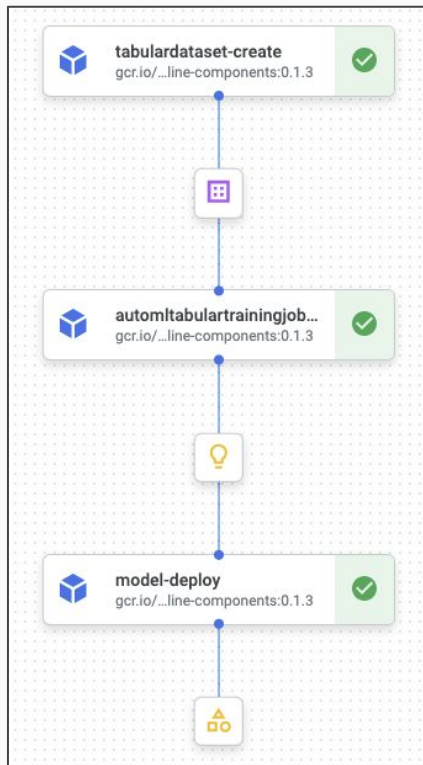 tabulardataset-create
gcr.io/...line-components:0.1.3
automltabulartrainingjob...
gcr.io/...line-components:0.1.3
model-deploy
gcr.io/...line-components:0.1.3